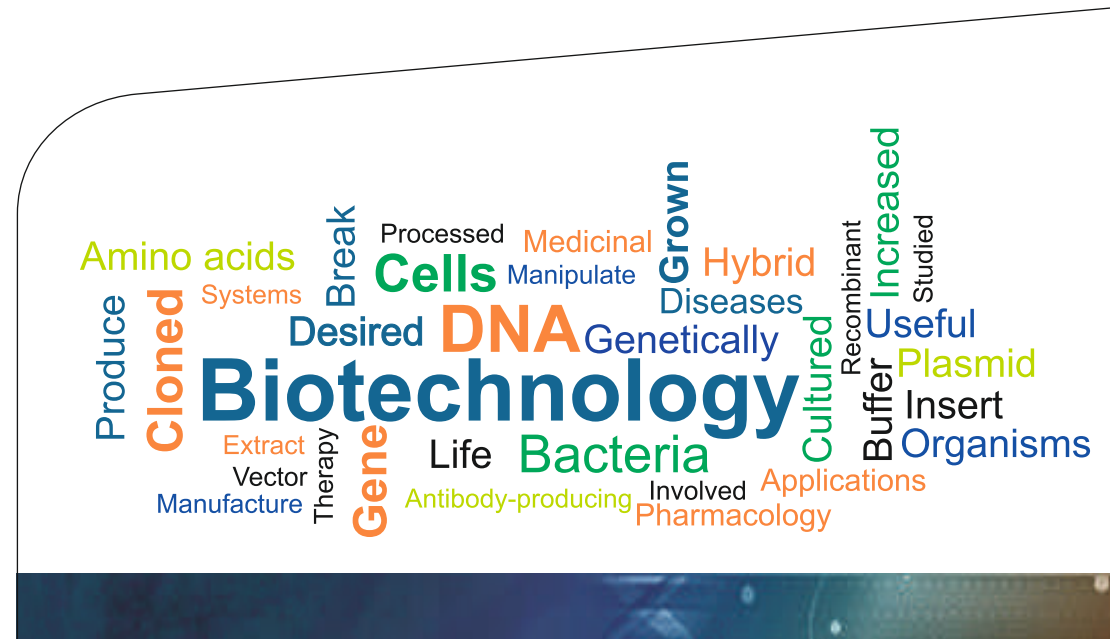 Increased
Grown
Break
Processed
Medicinal
Recombinant
Studied
Amino acids
Cells
Manipulate
Hybrid
Systems
Produce
Cloned
Diseases
Desired
DNA
Genetically
Cultured
Useful
Biotechnology
Buffer
Plasmid
Insert
Extract
Therapy
Gene
Life
Bacteria
Organisms
Vector
Manufacture
Antibody-producing
Involved
Applications
Pharmacology